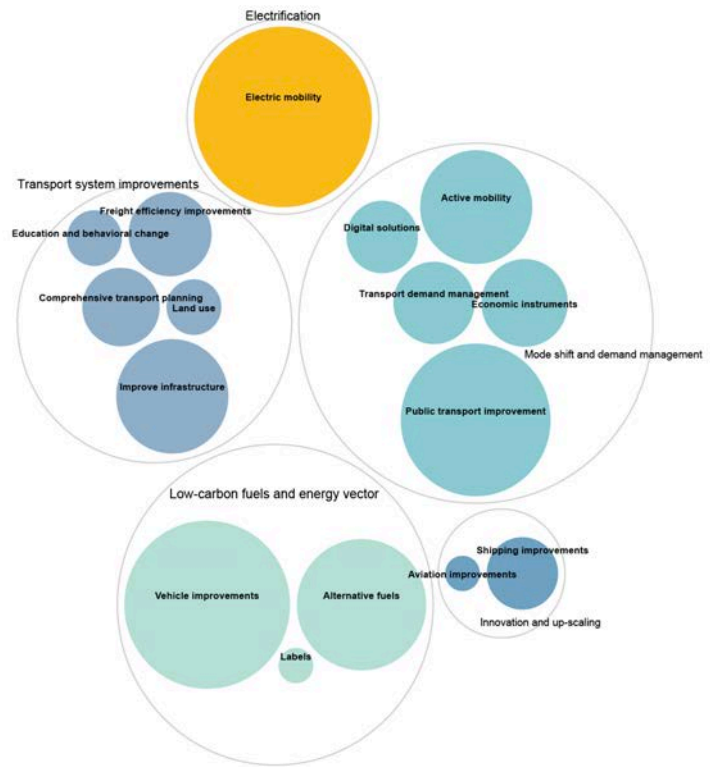 Electrification
Electric mobility
Transport system improvements
Freight efficiency improvements
Education and behavioral change
Comprehensive transport planning
Land use
Improve infrastructure
Active mobility
Digital solutions
Transport demand management
Economic instruments
Mode shift and demand management
Public transport improvement
Low-carbon fuels and energy vector
Vehicle improvements
Alternative fuels
Labels
Shipping improvements
Aviation improvements
Innovation and up-scaling